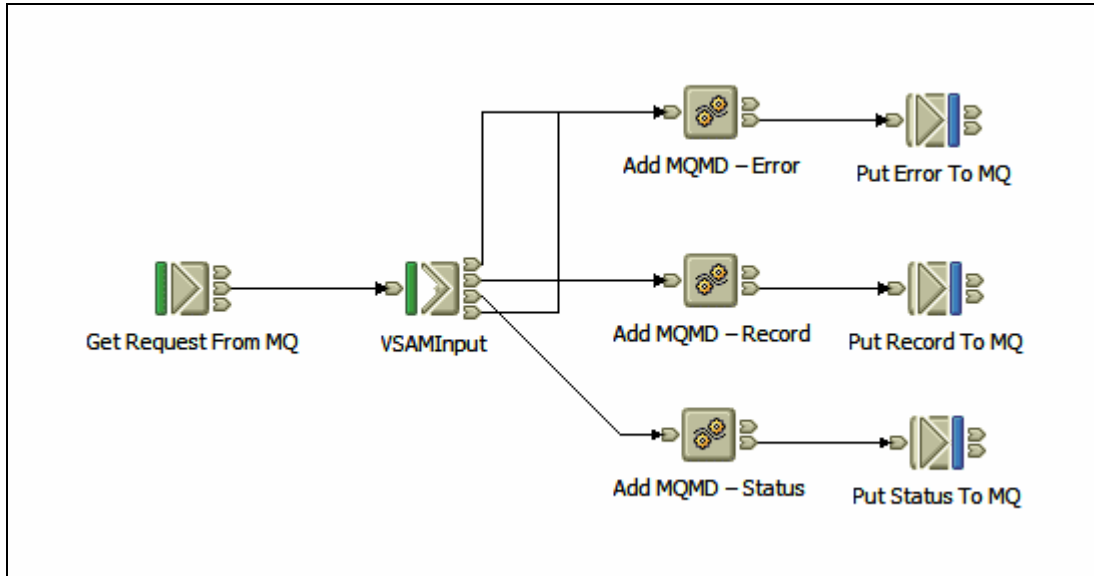 Add MQMD – Error
Put Error To MQ
Get Request From MQ
VSAMInput
Add MQMD – Record
Put Record To MQ
Add MQMD – Status
Put Status To MQ